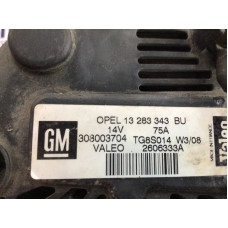 OPEL 13 283 343 BU
14V 75A
GM
308003704 TG8S014 W3/08
VALEO 2606333A